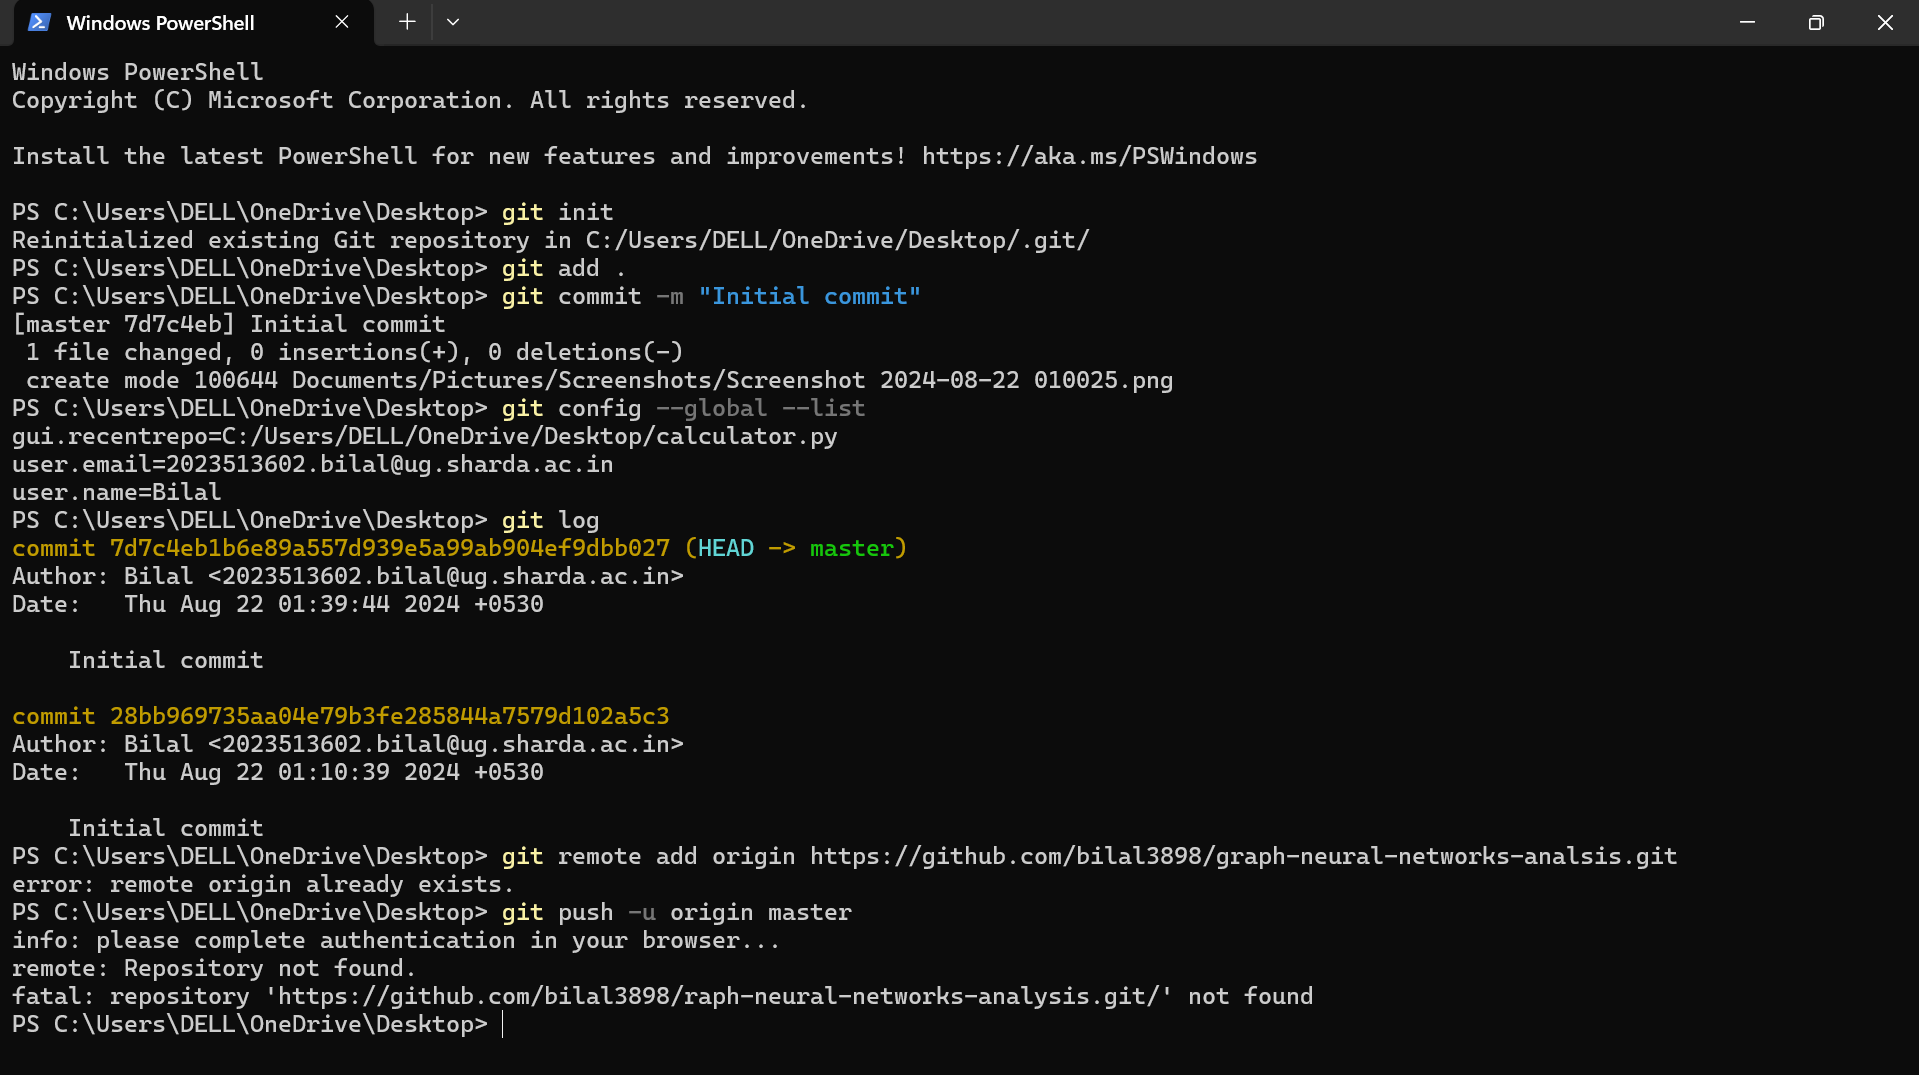 Windows PowerShell
Windows PowerShell
Copyright (C) Microsoft Corporation. All rights reserved.
Install the latest PowerShell for new features and improvements! https://aka.ms/PSWindows
PS C:\Users\DELL\OneDrive\Desktop> git init
Reinitialized existing Git repository in C:/Users/DELL/OneDrive/Desktop/.git/
PS C:\Users\DELL\OneDrive\Desktop> git add .
PS C:\Users\DELL\OneDrive\Desktop> git commit -m "Initial commit"
[master 7d7c4eb] Initial commit
 1 file changed, 0 insertions(+), 0 deletions(-)
 create mode 100644 Documents/Pictures/Screenshots/Screenshot 2024-08-22 010025.png
PS C:\Users\DELL\OneDrive\Desktop> git config --global --list
gui.recentrepo=C:/Users/DELL/OneDrive/Desktop/calculator.py
user.email=2023513602.bilal@ug.sharda.ac.in
user.name=Bilal
PS C:\Users\DELL\OneDrive\Desktop> git log
commit 7d7c4eb1b6e89a557d939e5a99ab904ef9dbb027 (HEAD -> master)
Author: Bilal <2023513602.bilal@ug.sharda.ac.in>
Date:   Thu Aug 22 01:39:44 2024 +0530
    Initial commit
commit 28bb969735aa04e79b3fe285844a7579d102a5c3
Author: Bilal <2023513602.bilal@ug.sharda.ac.in>
Date:   Thu Aug 22 01:10:39 2024 +0530
    Initial commit
PS C:\Users\DELL\OneDrive\Desktop> git remote add origin https://github.com/bilal3898/graph-neural-networks-analsis.git
error: remote origin already exists.
PS C:\Users\DELL\OneDrive\Desktop> git push -u origin master
info: please complete authentication in your browser...
remote: Repository not found.
fatal: repository 'https://github.com/bilal3898/raph-neural-networks-analysis.git/' not found
PS C:\Users\DELL\OneDrive\Desktop>